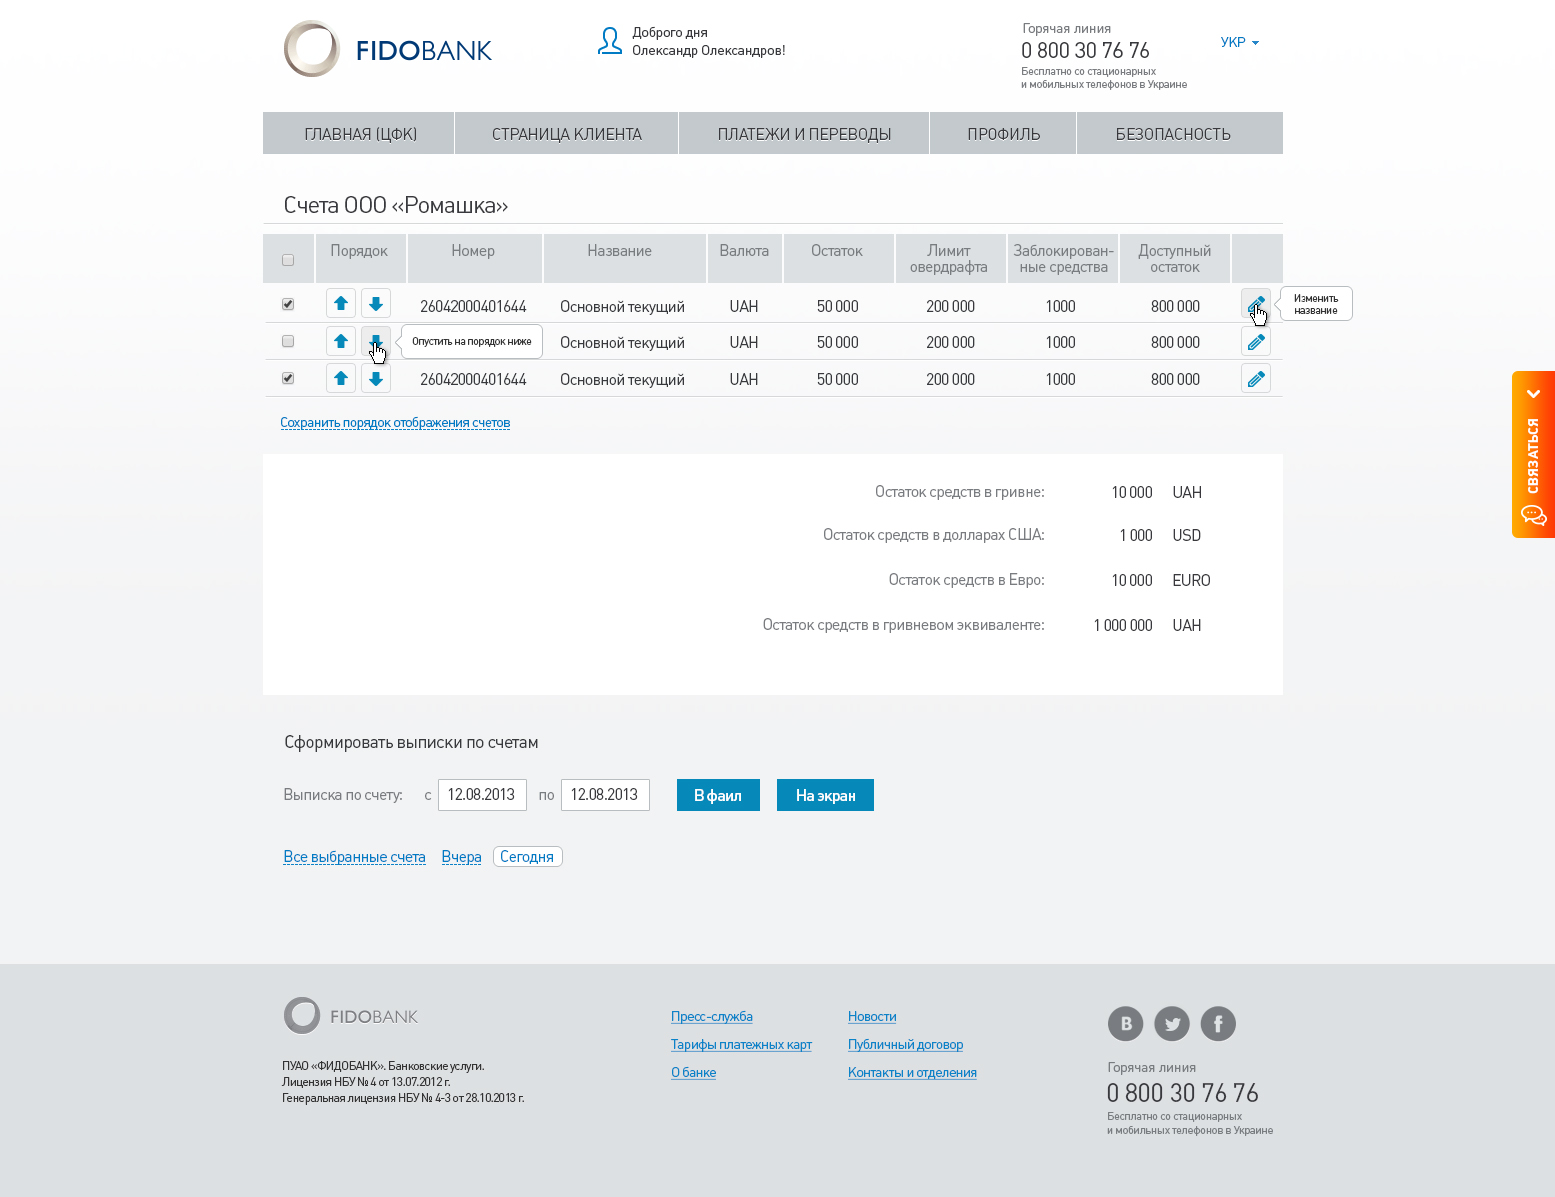 FIDOBANK
Доброго дня
Олександр Олександров!
Горячая линия
0 800 30 76 76
Бесплатно со стационарных
и мобильных телефонов в Украине
УКР
ГЛАВНАЯ (ЦФК) СТРАНИЦА КЛИЕНТА ПЛАТЕЖИ И ПЕРЕВОДЫ ПРОФИЛЬ БЕЗОПАСНОСТЬ
Счета ООО «Ромашка»
Порядок Номер Название Валюта Остаток Лимит овердрафта Заблокирован-ные средства Доступный остаток
26042000401644 Основной текущий UAH 50 000 200 000 1000 800 000
Изменить
название
Опустить на порядок ниже Основной текущий UAH 50 000 200 000 1000 800 000
26042000401644 Основной текущий UAH 50 000 200 000 1000 800 000
Сохранить порядок отображения счетов
СВЯЗАТЬСЯ
Остаток средств в гривне: 10 000 UAH
Остаток средств в долларах США: 1 000 USD
Остаток средств в Евро: 10 000 EURO
Остаток средств в гривневом эквиваленте: 1 000 000 UAH
Сформировать выписки по счетам
Выписка по счету: с 12.08.2013 по 12.08.2013 В фаил На экран
Все выбранные счета Вчера Сегодня
FIDOBANK
ПУАО «ФИДОБАНК». Банковские услуги.
Лицензия НБУ № 4 от 13.07.2012 г.
Генеральная лицензия НБУ № 4-3 от 28.10.2013 г.
Пресс-служба
Тарифы платежных карт
О банке
Новости
Публичный договор
Контакты и отделения
В f
Горячая линия
0 800 30 76 76
Бесплатно со стационарных
и мобильных телефонов в Украине